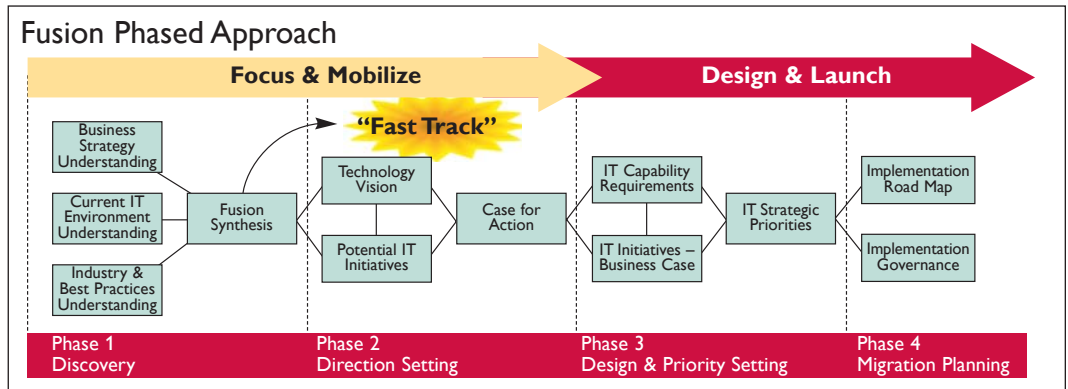 Fusion Phased Approach
Focus & Mobilize
Design & Launch
"Fast Track"
Business
Strategy
Understanding
Current IT
Environment
Understanding
Industry &
Best Practices
Understanding
Fusion
Synthesis
Technology
Vision
Potential IT
Initiatives
Case for
Action
IT Capability
Requirements
IT Initiatives –
Business Case
IT Strategic
Priorities
Implementation
Road Map
Implementation
Governance
Phase 1
Discovery
Phase 2
Direction Setting
Phase 3
Design & Priority Setting
Phase 4
Migration Planning